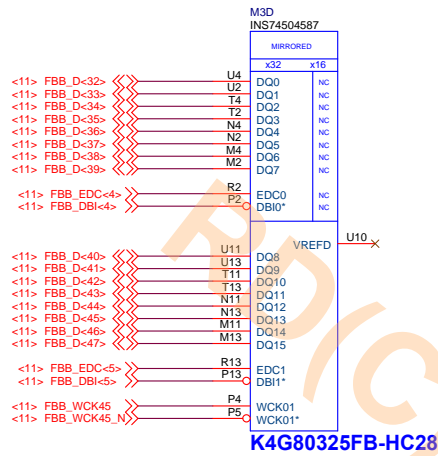 M3D
INS74504587
MIRRORED
x32 x16
<11> FBB_D<32> U4 DQ0 NC
<11> FBB_D<33> U2 DQ1 NC
<11> FBB_D<34> T4 DQ2 NC
<11> FBB_D<35> T2 DQ3 NC
<11> FBB_D<36> N4 DQ4 NC
<11> FBB_D<37> N2 DQ5 NC
<11> FBB_D<38> M4 DQ6 NC
<11> FBB_D<39> M2 DQ7 NC
<11> FBB_EDC<4> R2 EDC0 NC
<11> FBB_DBI<4> P2 DBI0* NC
VREFD U10
<11> FBB_D<40> U11 DQ8
<11> FBB_D<41> U13 DQ9
<11> FBB_D<42> T11 DQ10
<11> FBB_D<43> T13 DQ11
<11> FBB_D<44> N11 DQ12
<11> FBB_D<45> N13 DQ13
<11> FBB_D<46> M11 DQ14
<11> FBB_D<47> M13 DQ15
<11> FBB_EDC<5> R13 EDC1
<11> FBB_DBI<5> P13 DBI1*
<11> FBB_WCK45 P4 WCK01
<11> FBB_WCK45_N P5 WCK01*
K4G80325FB-HC28